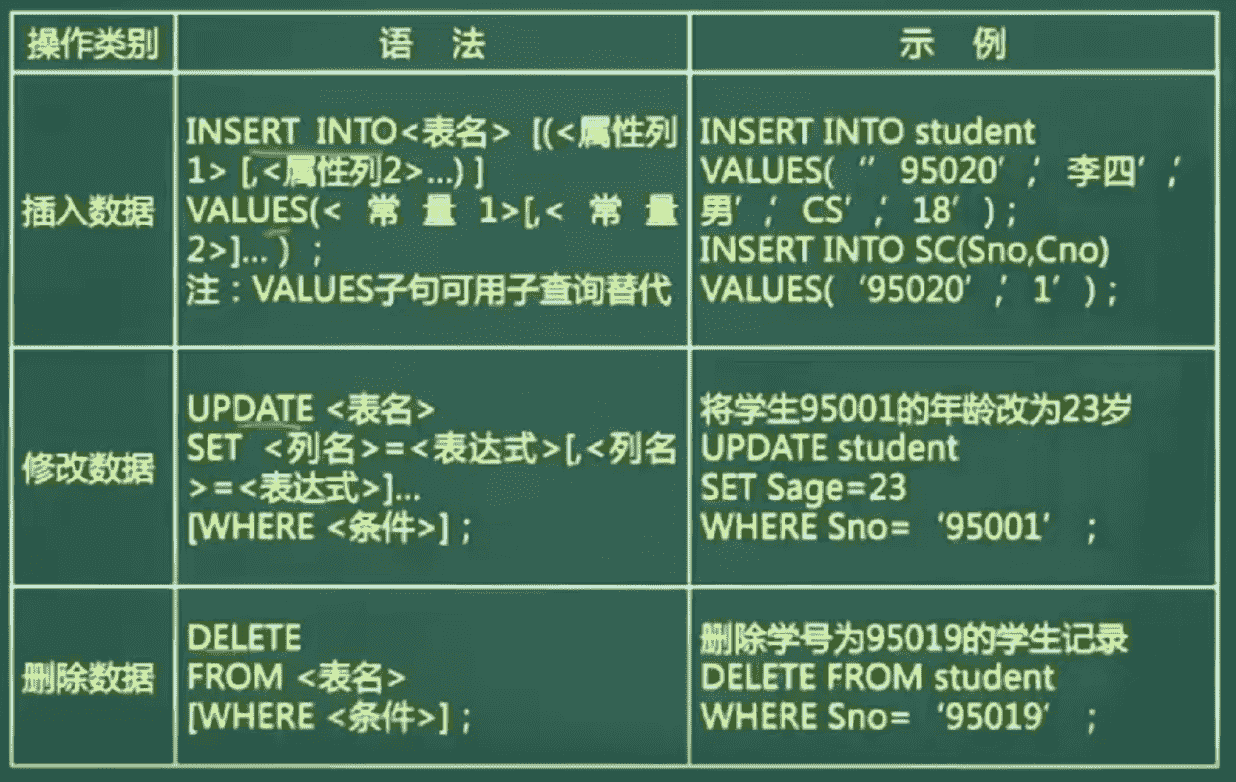 操作类别
语 法
示 例
插入数据
INSERT INTO<表名> [(<属性列
1> [,<属性列2>...) ]
VALUES(< 常 量 1>[,< 常 量
2>]... ) ;
注：VALUES子句可用子查询替代
INSERT INTO student
VALUES( “ 95020’ ,’ 李四’ ,’
男’ ,’ CS’ ,’ 18’ ) ;
INSERT INTO SC(Sno,Cno)
VALUES( ‘95020’ ,’ 1’ ) ;
修改数据
UPDATE <表名>
SET <列名>=<表达式>[,<列名
>=<表达式>]...
[WHERE <条件>] ;
将学生95001的年龄改为23岁
UPDATE student
SET Sage=23
WHERE Sno= ‘95001’ ;
删除数据
DELETE
FROM <表名>
[WHERE <条件>] ;
删除学号为95019的学生记录
DELETE FROM student
WHERE Sno= ‘95019’ ;